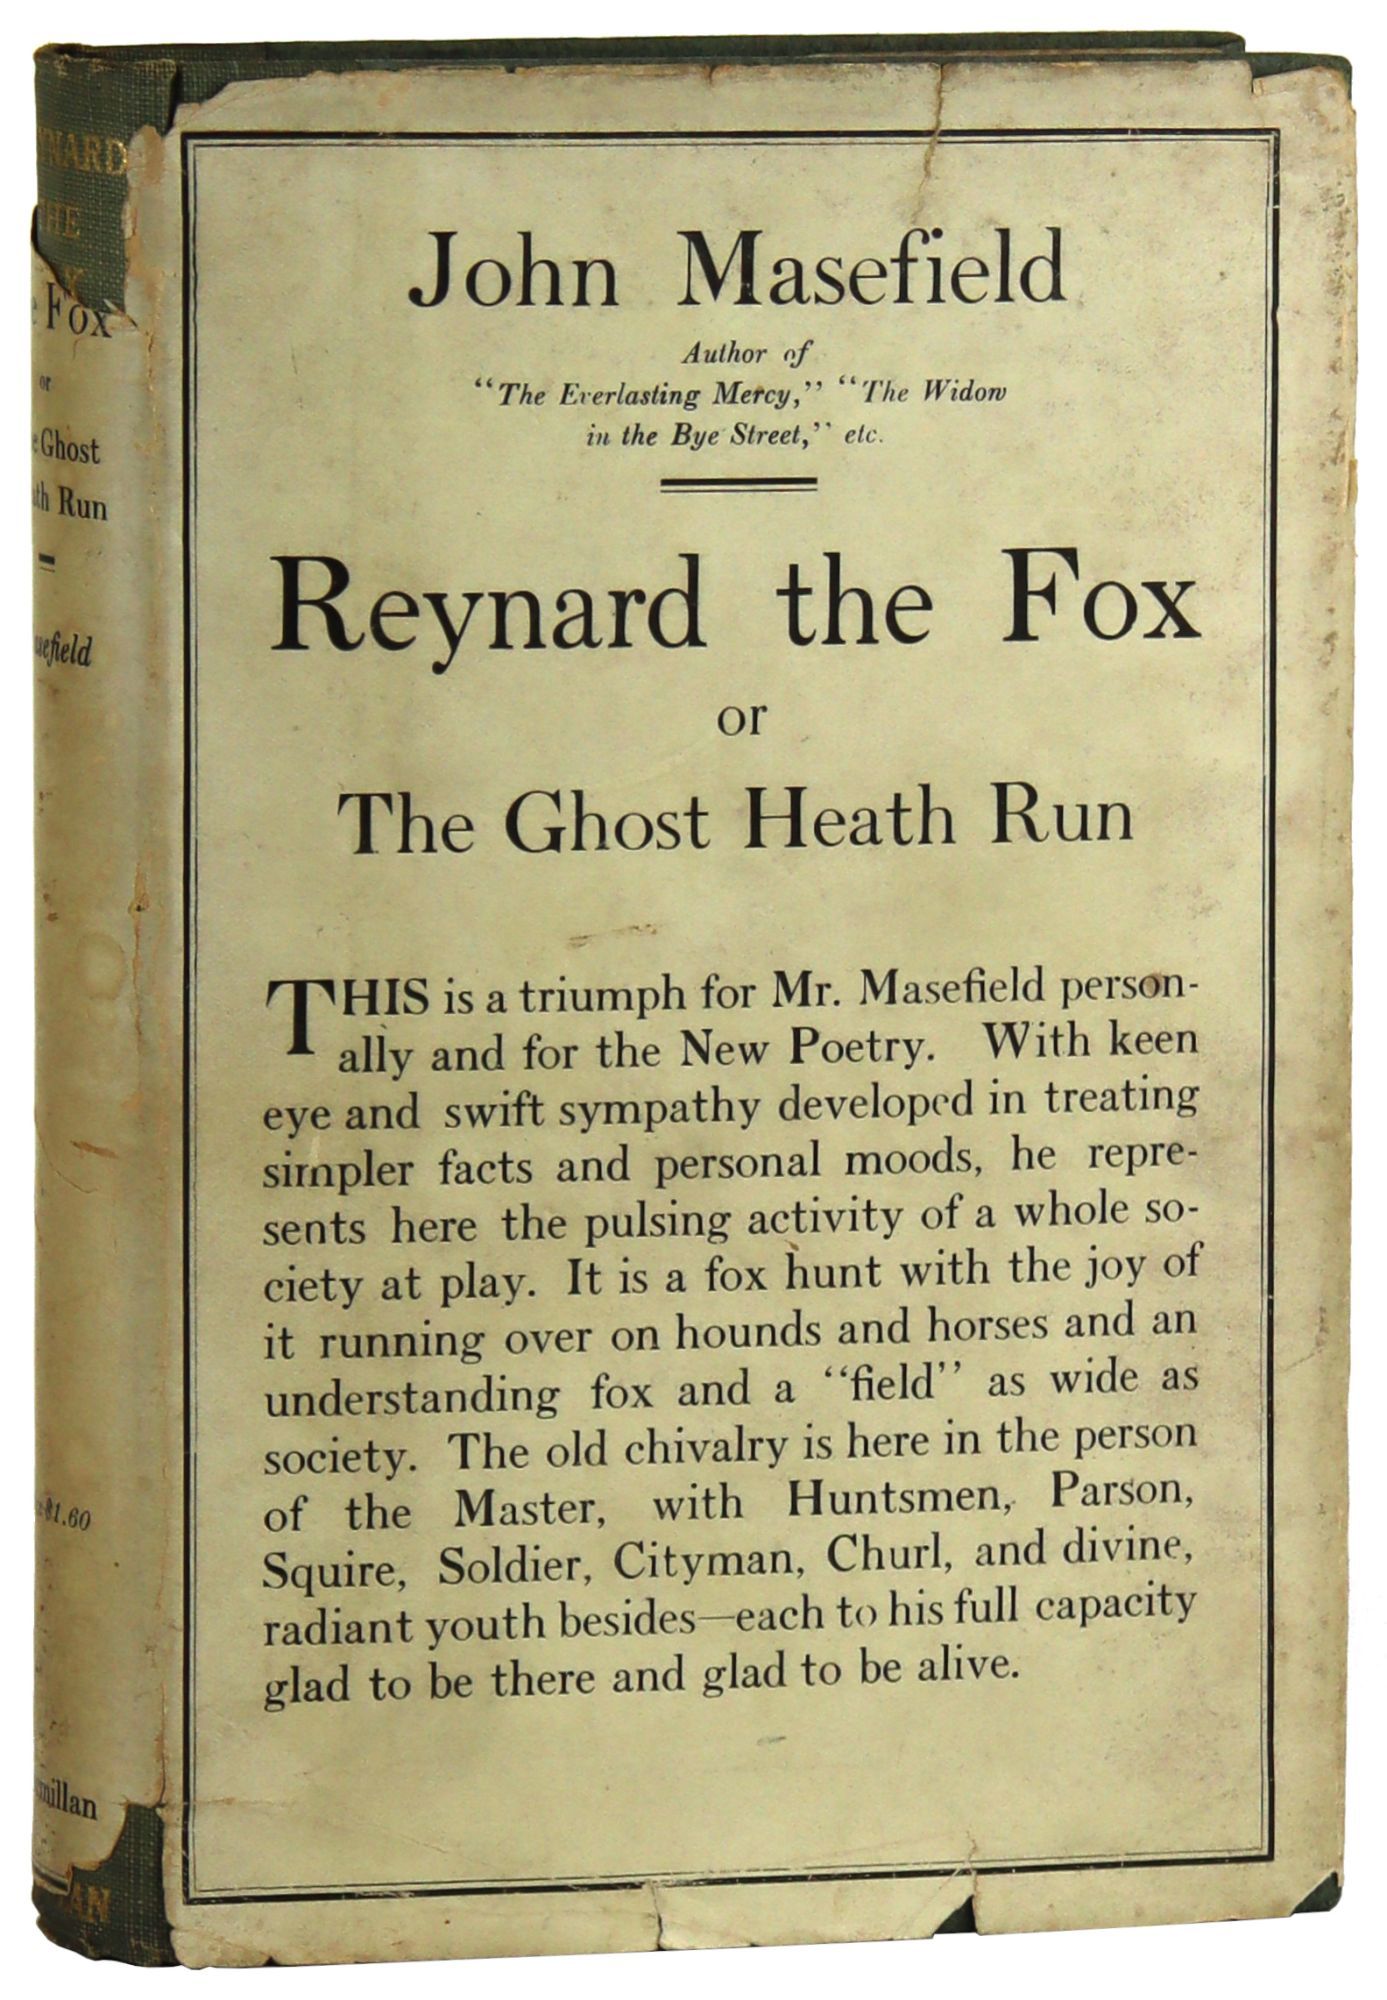 YNARD
HE
Fox
or
Ghost
Run
$1.60
John Masefield
Author of
"The Everlasting Mercy," "The Widow
in the Bye Street," etc.
Reynard the Fox
or
The Ghost Heath Run
THIS is a triumph for Mr. Masefield person-
ally and for the New Poetry. With keen
eye and swift sympathy developed in treating
simpler facts and personal moods, he repre-
sents here the pulsing activity of a whole so-
ciety at play. It is a fox hunt with the joy of
it running over on hounds and horses and an
understanding fox and a "field" as wide as
society. The old chivalry is here in the person
of the Master, with Huntsmen, Parson,
Squire, Soldier, Cityman, Churl, and divine,
radiant youth besides—each to his full capacity
glad to be there and glad to be alive.